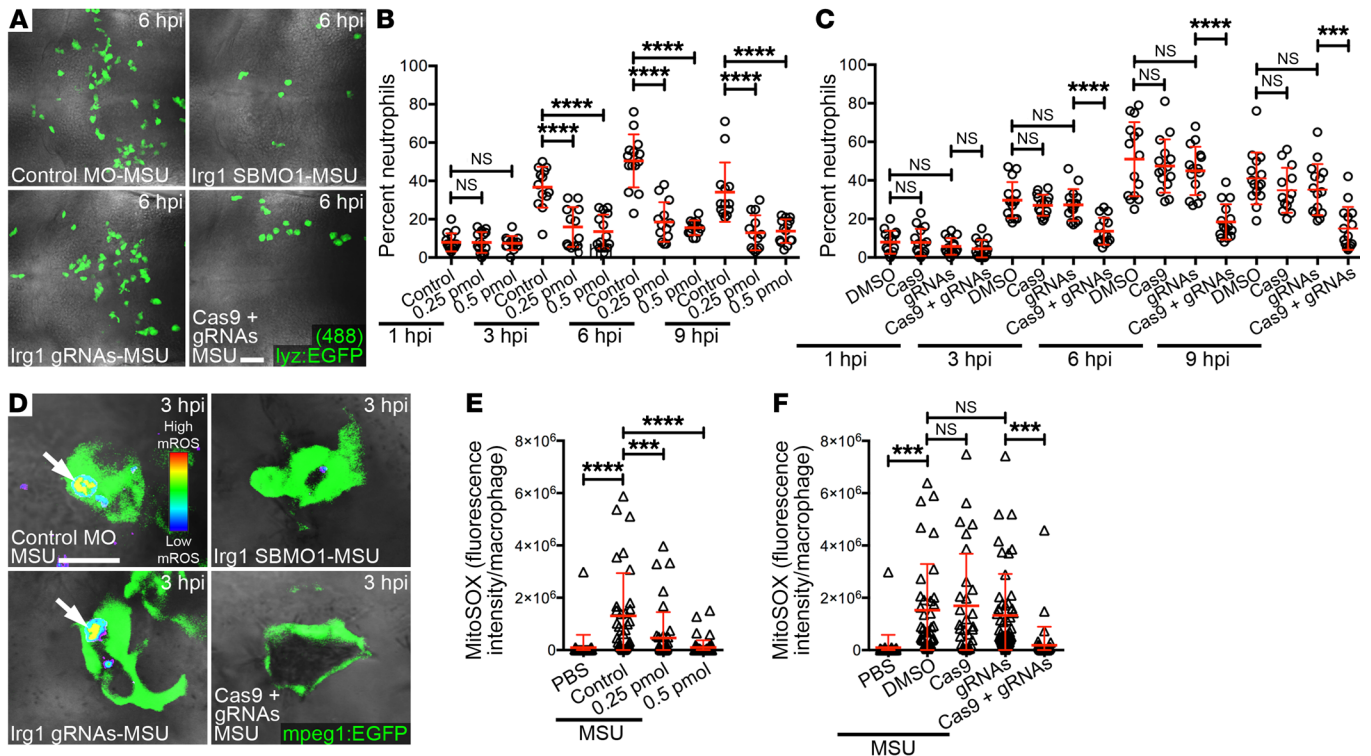 A
6 hpi
6 hpi
Control MO-MSU
Irg1 SBMO1-MSU
6 hpi
6 hpi
Irg1 gRNAs-MSU
Cas9 +
gRNAs
MSU
(488)
lyz:EGFP
B
Percent neutrophils
100
80
60
40
20
0
NS
NS
****
****
****
****
****
****
Control
0.25 pmol
0.5 pmol
Control
0.25 pmol
0.5 pmol
Control
0.25 pmol
0.5 pmol
Control
0.25 pmol
0.5 pmol
1 hpi
3 hpi
6 hpi
9 hpi
C
Percent neutrophils
100
80
60
40
20
0
NS
NS
NS
NS
NS
****
NS
NS
****
NS
NS
***
DMSO
Cas9
gRNAs
Cas9 + gRNAs
DMSO
Cas9
gRNAs
Cas9 + gRNAs
DMSO
Cas9
gRNAs
Cas9 + gRNAs
DMSO
Cas9
gRNAs
Cas9 + gRNAs
1 hpi
3 hpi
6 hpi
9 hpi
D
3 hpi
High
mROS
Low
mROS
Control MO
MSU
3 hpi
Irg1 SBMO1-MSU
3 hpi
Irg1 gRNAs-MSU
3 hpi
Cas9 +
gRNAs
MSU
mpeg1:EGFP
E
MitoSOX (fluorescence
intensity/macrophage)
8×10⁶
6×10⁶
4×10⁶
2×10⁶
0
****
***
****
PBS
Control
0.25 pmol
0.5 pmol
MSU
F
MitoSOX (fluorescence
intensity/macrophage)
8×10⁶
6×10⁶
4×10⁶
2×10⁶
0
***
NS
NS
***
PBS
DMSO
Cas9
gRNAs
Cas9 + gRNAs
MSU